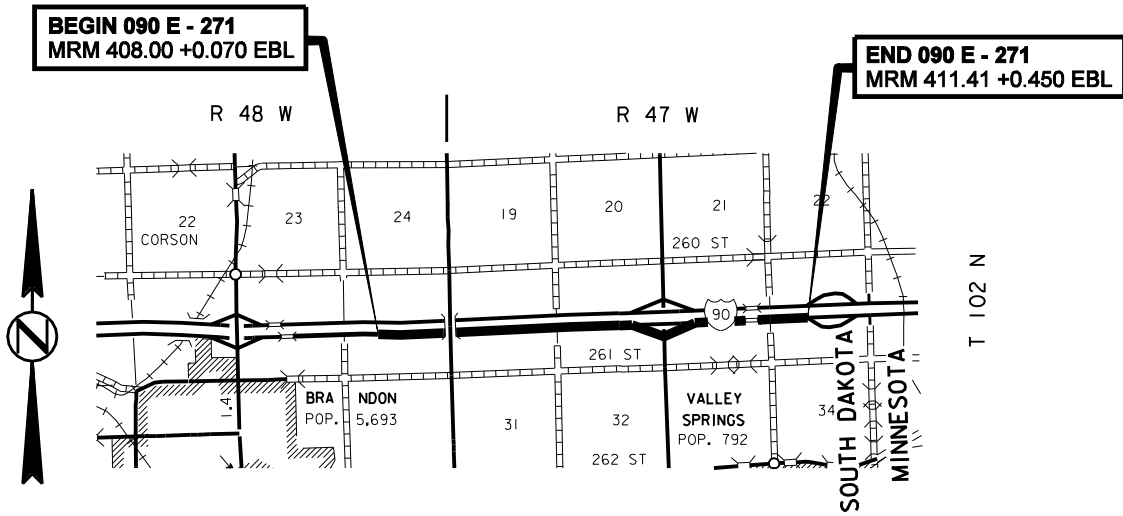 BEGIN 090 E - 271
MRM 408.00 +0.070 EBL
END 090 E - 271
MRM 411.41 +0.450 EBL
R 48 W
R 47 W
22
CORSON
23
24
19
20
21
22
260 ST
N
T 102 N
90
261 ST
1.4
BRANDON
POP. 5,693
31
32
VALLEY
SPRINGS
POP. 792
34
262 ST
SOUTH DAKOTA
MINNESOTA